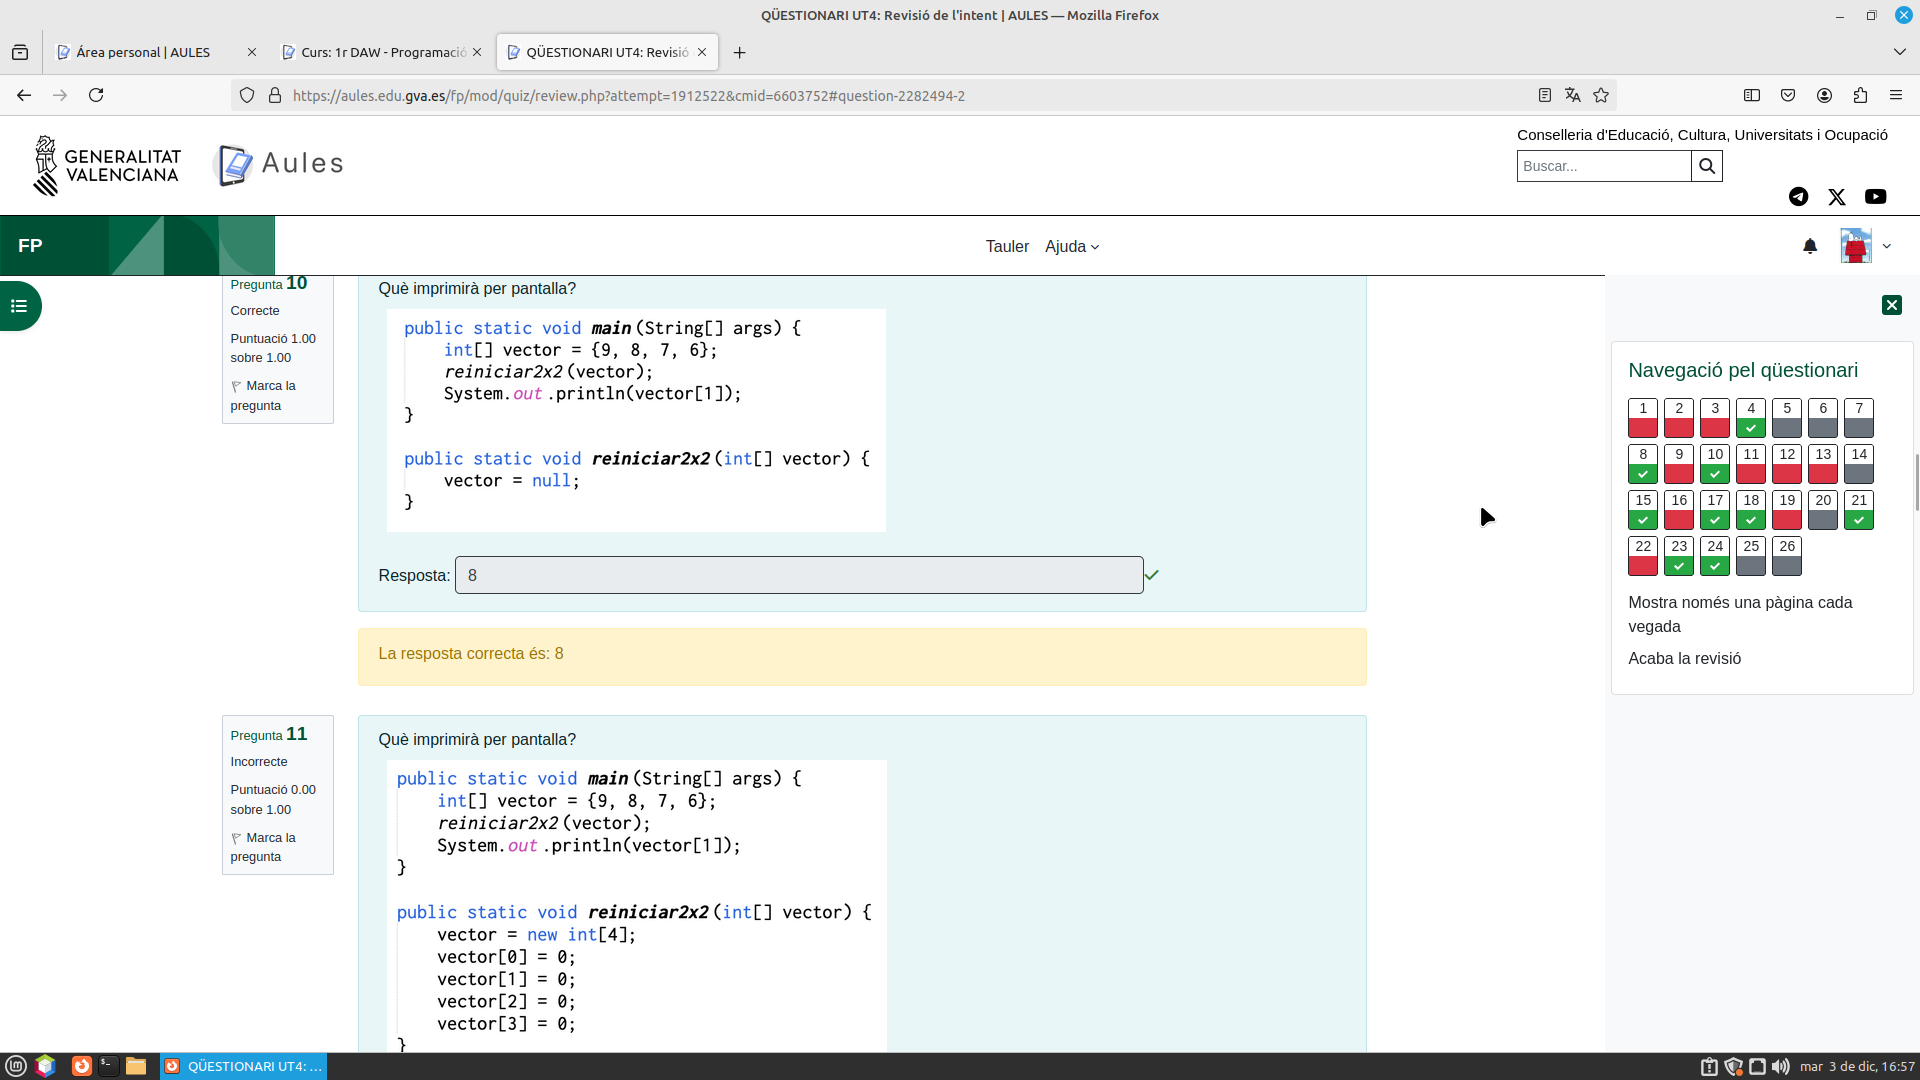 QÜESTIONARI UT4: Revisió de l'intent | AULES — Mozilla Firefox
Área personal | AULES
Curs: 1r DAW - Programació
QÜESTIONARI UT4: Revisió
https://aules.edu.gva.es/fp/mod/quiz/review.php?attempt=1912522&cmid=6603752#question-2282494-2
GENERALITAT
VALENCIANA
Aules
Conselleria d'Educació, Cultura, Universitats i Ocupació
Buscar...
FP
Tauler
Ajuda
Pregunta 10
Correcte
Puntuació 1.00
sobre 1.00
Marca la
pregunta
Què imprimirà per pantalla?
public static void main(String[] args) {
int[] vector = {9, 8, 7, 6};
reiniciar2x2(vector);
System.out.println(vector[1]);
}
public static void reiniciar2x2(int[] vector) {
vector = null;
}
Resposta: 8
La resposta correcta és: 8
Pregunta 11
Incorrecte
Puntuació 0.00
sobre 1.00
Marca la
pregunta
Què imprimirà per pantalla?
public static void main(String[] args) {
int[] vector = {9, 8, 7, 6};
reiniciar2x2(vector);
System.out.println(vector[1]);
}
public static void reiniciar2x2(int[] vector) {
vector = new int[4];
vector[0] = 0;
vector[1] = 0;
vector[2] = 0;
vector[3] = 0;
}
Navegació pel qüestionari
1 2 3 4 5 6 7
8 9 10 11 12 13 14
15 16 17 18 19 20 21
22 23 24 25 26
Mostra només una pàgina cada
vegada
Acaba la revisió
QÜESTIONARI UT4: ...
mar 3 de dic, 16:57